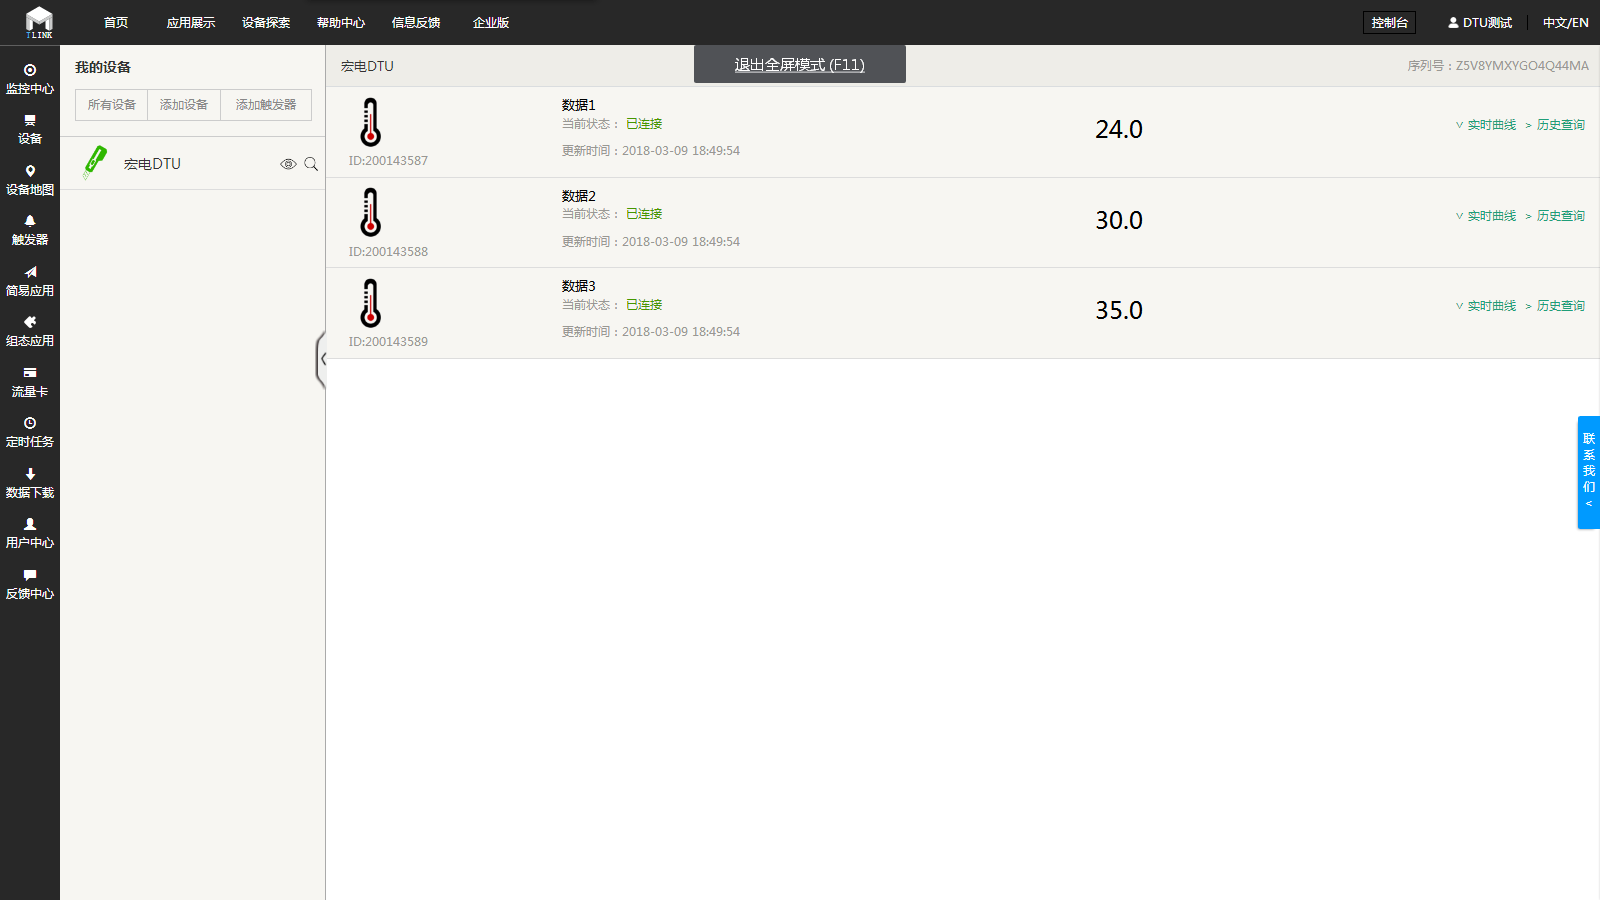 TLINK
首页 应用展示 设备探索 帮助中心 信息反馈 企业版 控制台 DTU测试 中文/EN
监控中心
设备
设备地图
触发器
简易应用
组态应用
流量卡
定时任务
数据下载
用户中心
反馈中心
我的设备
所有设备 添加设备 添加触发器
宏电DTU
宏电DTU 退出全屏模式 (F11) 序列号：Z5V8YMXYGO4Q44MA
数据1
当前状态： 已连接
更新时间：2018-03-09 18:49:54
ID:200143587
24.0
∨ 实时曲线 > 历史查询
数据2
当前状态： 已连接
更新时间：2018-03-09 18:49:54
ID:200143588
30.0
∨ 实时曲线 > 历史查询
数据3
当前状态： 已连接
更新时间：2018-03-09 18:49:54
ID:200143589
35.0
∨ 实时曲线 > 历史查询
联系我们 <